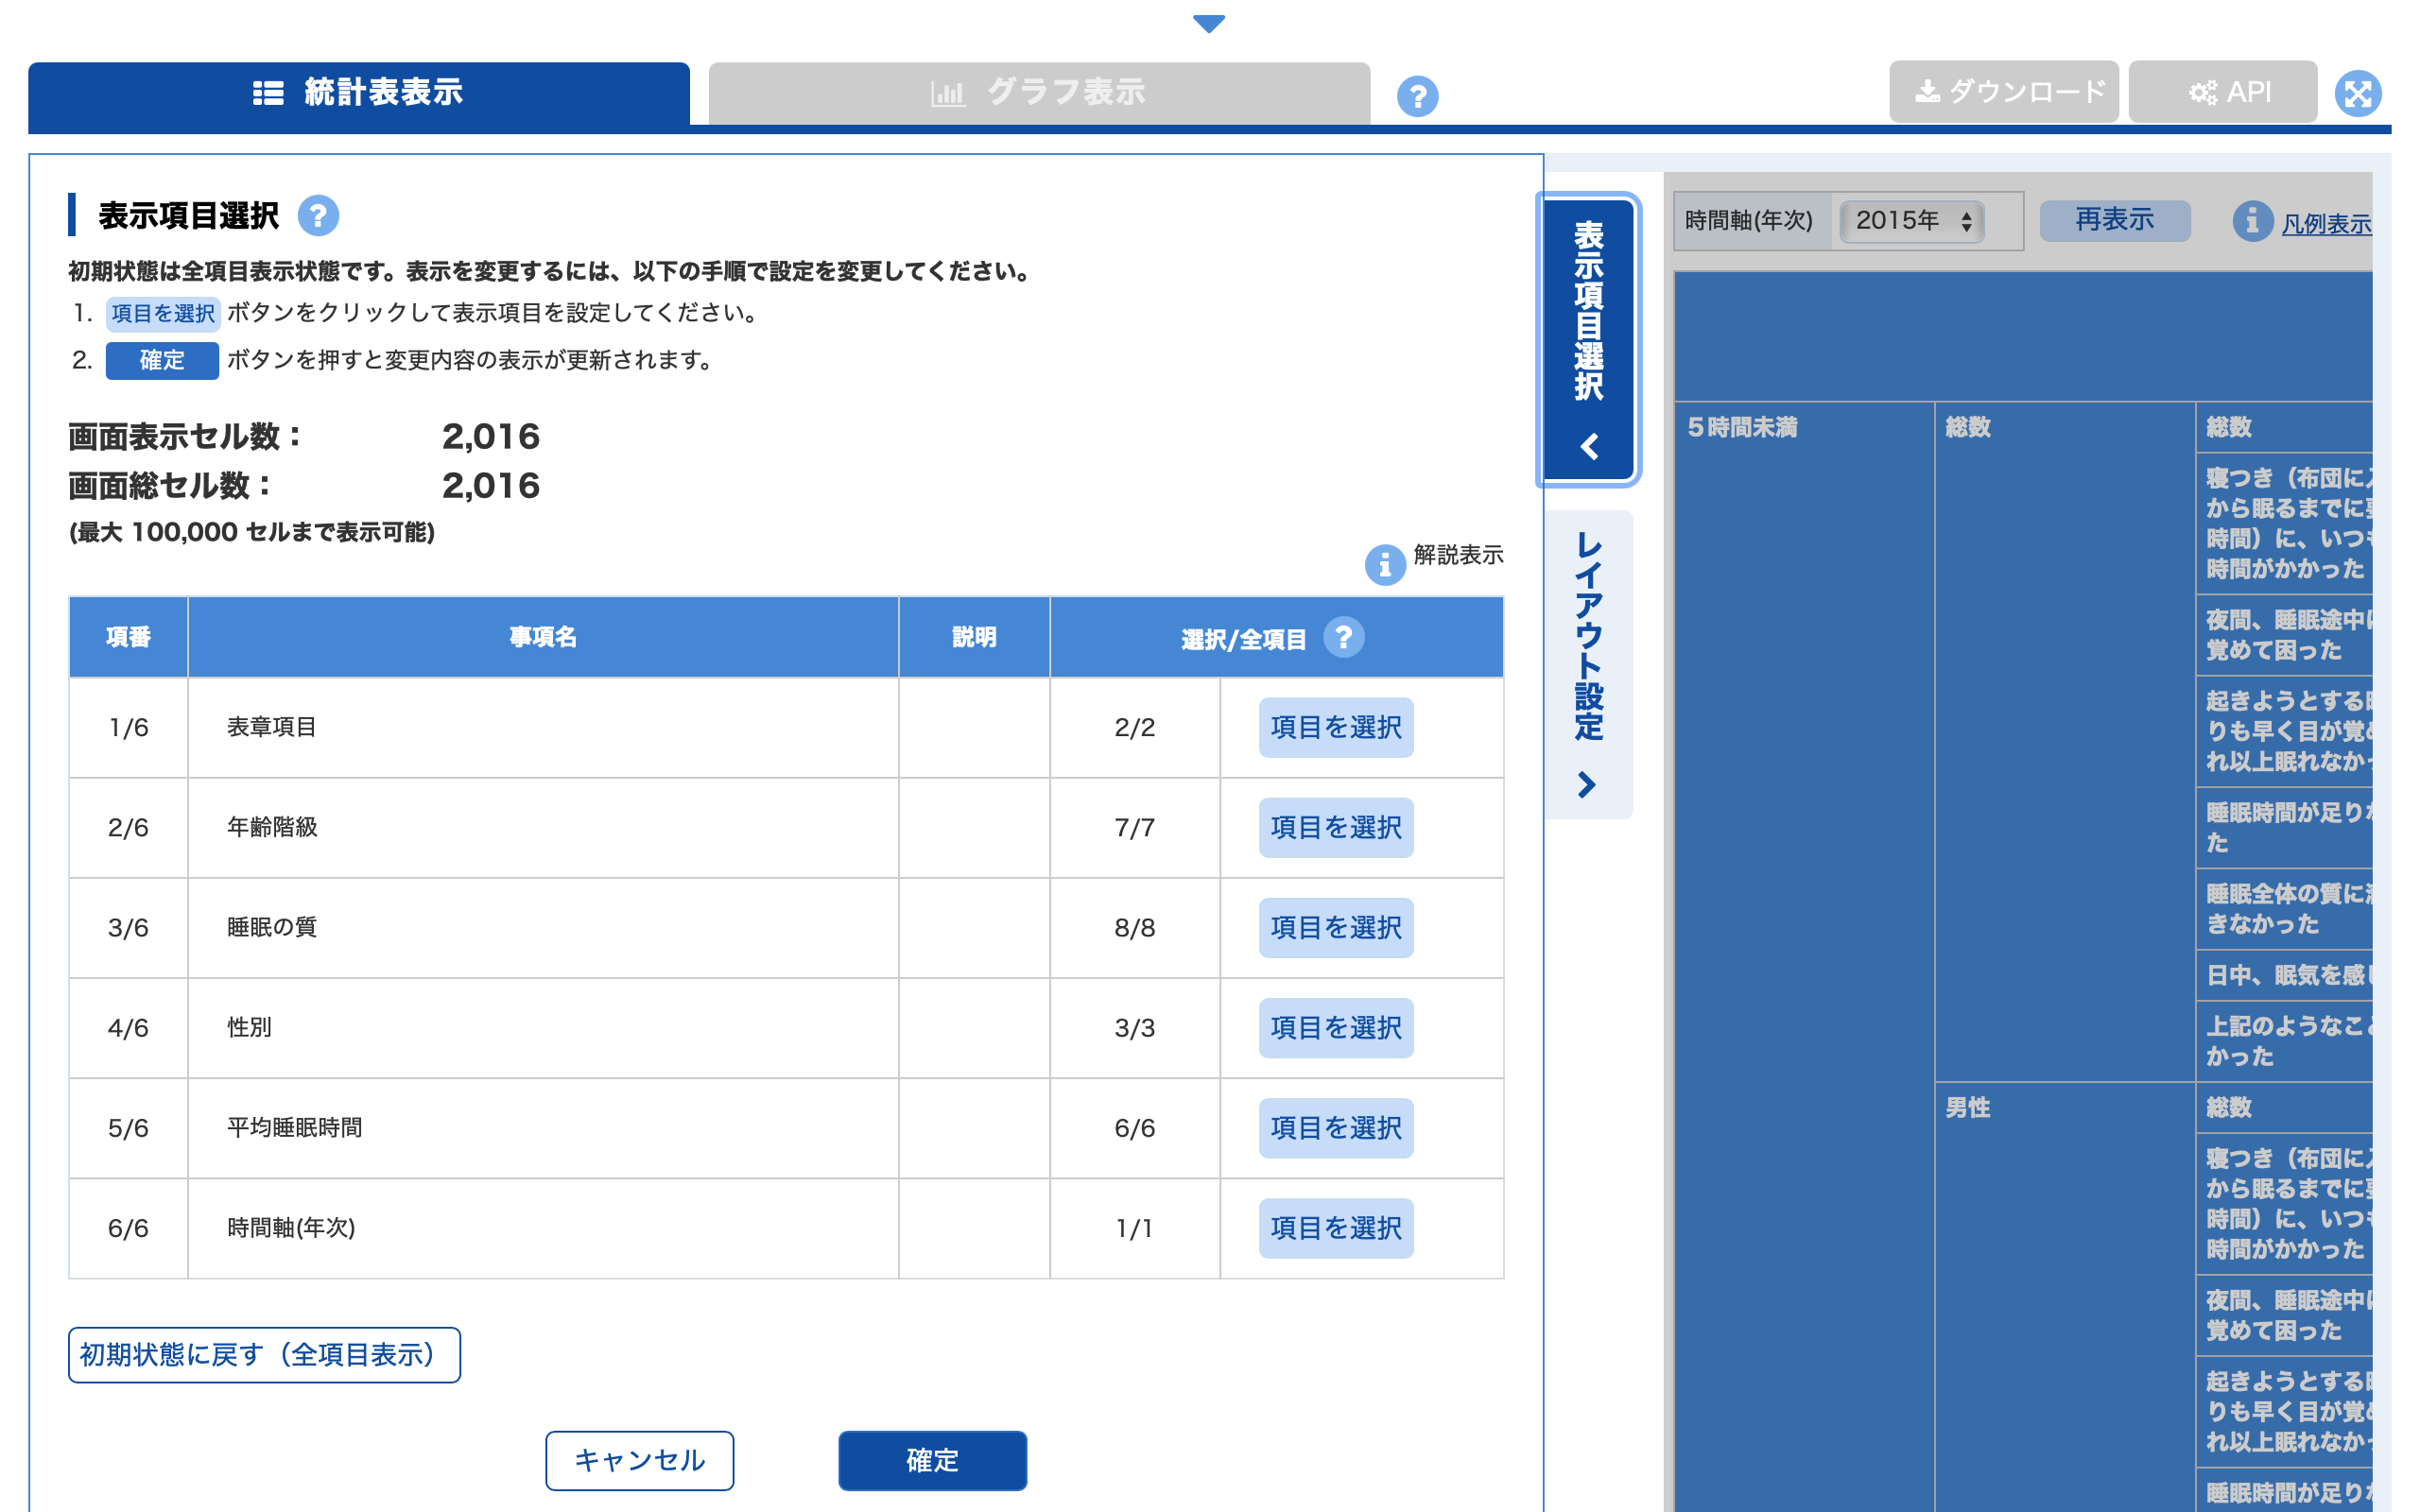 統計表表示
グラフ表示
ダウンロード
API
表示項目選択
初期状態は全項目表示状態です。表示を変更するには、以下の手順で設定を変更してください。
1. 項目を選択 ボタンをクリックして表示項目を設定してください。
2. 確定 ボタンを押すと変更内容の表示が更新されます。
画面表示セル数： 2,016
画面総セル数： 2,016
(最大 100,000 セルまで表示可能)
解説表示
項番 事項名 説明 選択/全項目
1/6 表章項目 2/2 項目を選択
2/6 年齢階級 7/7 項目を選択
3/6 睡眠の質 8/8 項目を選択
4/6 性別 3/3 項目を選択
5/6 平均睡眠時間 6/6 項目を選択
6/6 時間軸(年次) 1/1 項目を選択
初期状態に戻す（全項目表示）
キャンセル
確定
表示項目選択
レイアウト設定
時間軸(年次) 2015年 再表示 凡例表示
５時間未満 総数 総数
寝つき（布団に
から眠るまでに
時間）に、いつ
時間がかかった
夜間、睡眠途中
覚めて困った
起きようとする
りも早く目が覚
れ以上眠れなか
睡眠時間が足り
た
睡眠全体の質に
きなかった
日中、眠気を感
上記のようなこ
かった
男性 総数
寝つき（布団に
から眠るまでに
時間）に、いつ
時間がかかった
夜間、睡眠途中
覚めて困った
起きようとする
りも早く目が覚
れ以上眠れなか
睡眠時間が足り